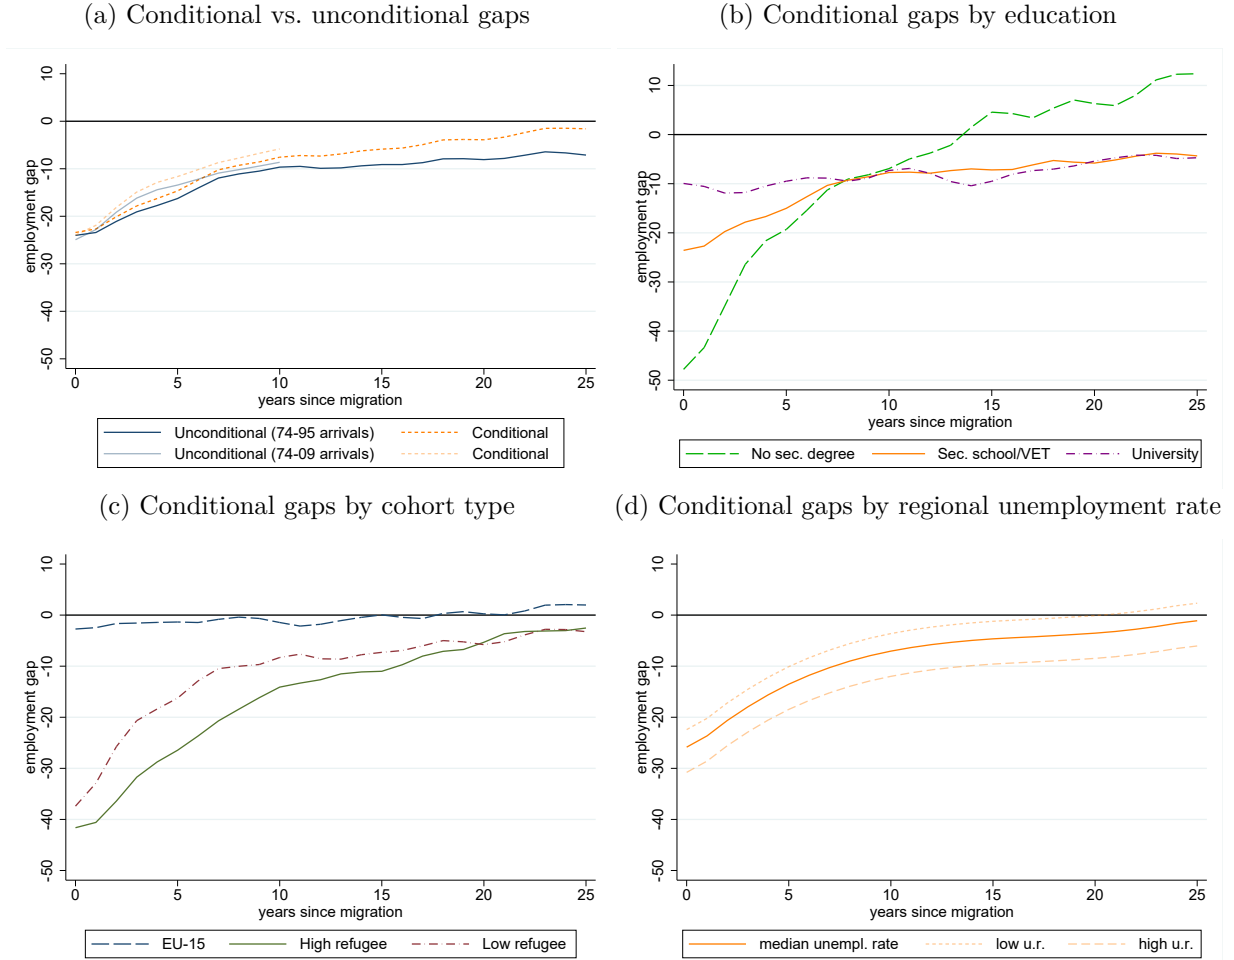 (a) Conditional vs. unconditional gaps
employment gap
10
0
-10
-20
-30
-40
-50
0 5 10 15 20 25
years since migration
Unconditional (74-95 arrivals) Conditional
Unconditional (74-09 arrivals) Conditional
(b) Conditional gaps by education
employment gap
10
0
-10
-20
-30
-40
-50
0 5 10 15 20 25
years since migration
No sec. degree Sec. school/VET University
(c) Conditional gaps by cohort type
employment gap
10
0
-10
-20
-30
-40
-50
0 5 10 15 20 25
years since migration
EU-15 High refugee Low refugee
(d) Conditional gaps by regional unemployment rate
employment gap
10
0
-10
-20
-30
-40
-50
0 5 10 15 20 25
years since migration
median unempl. rate low u.r. high u.r.